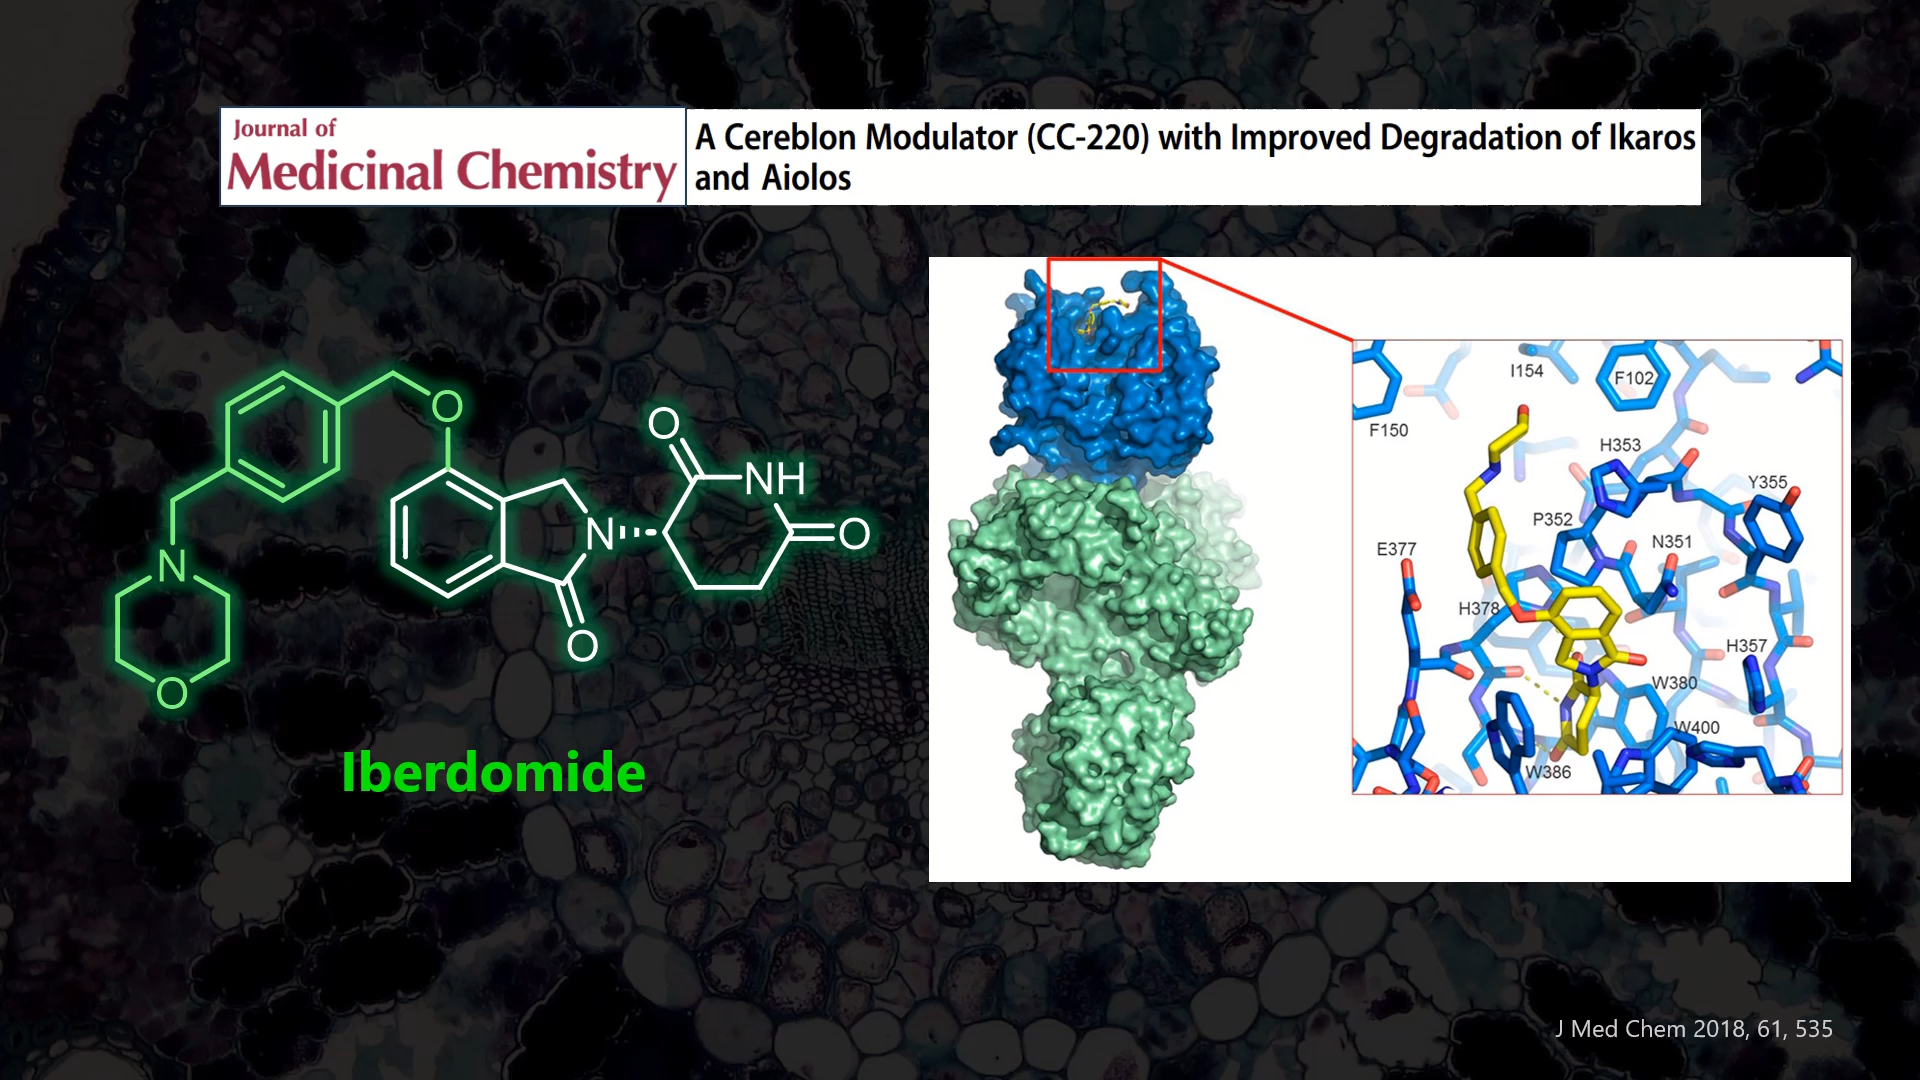 Journal of
Medicinal Chemistry
A Cereblon Modulator (CC-220) with Improved Degradation of Ikaros
and Aiolos
O
O
NH
O
N
N
O
O
Iberdomide
I154
F102
F150
H353
Y355
P352
N351
E377
H378
H357
W380
W400
W386
J Med Chem 2018, 61, 535